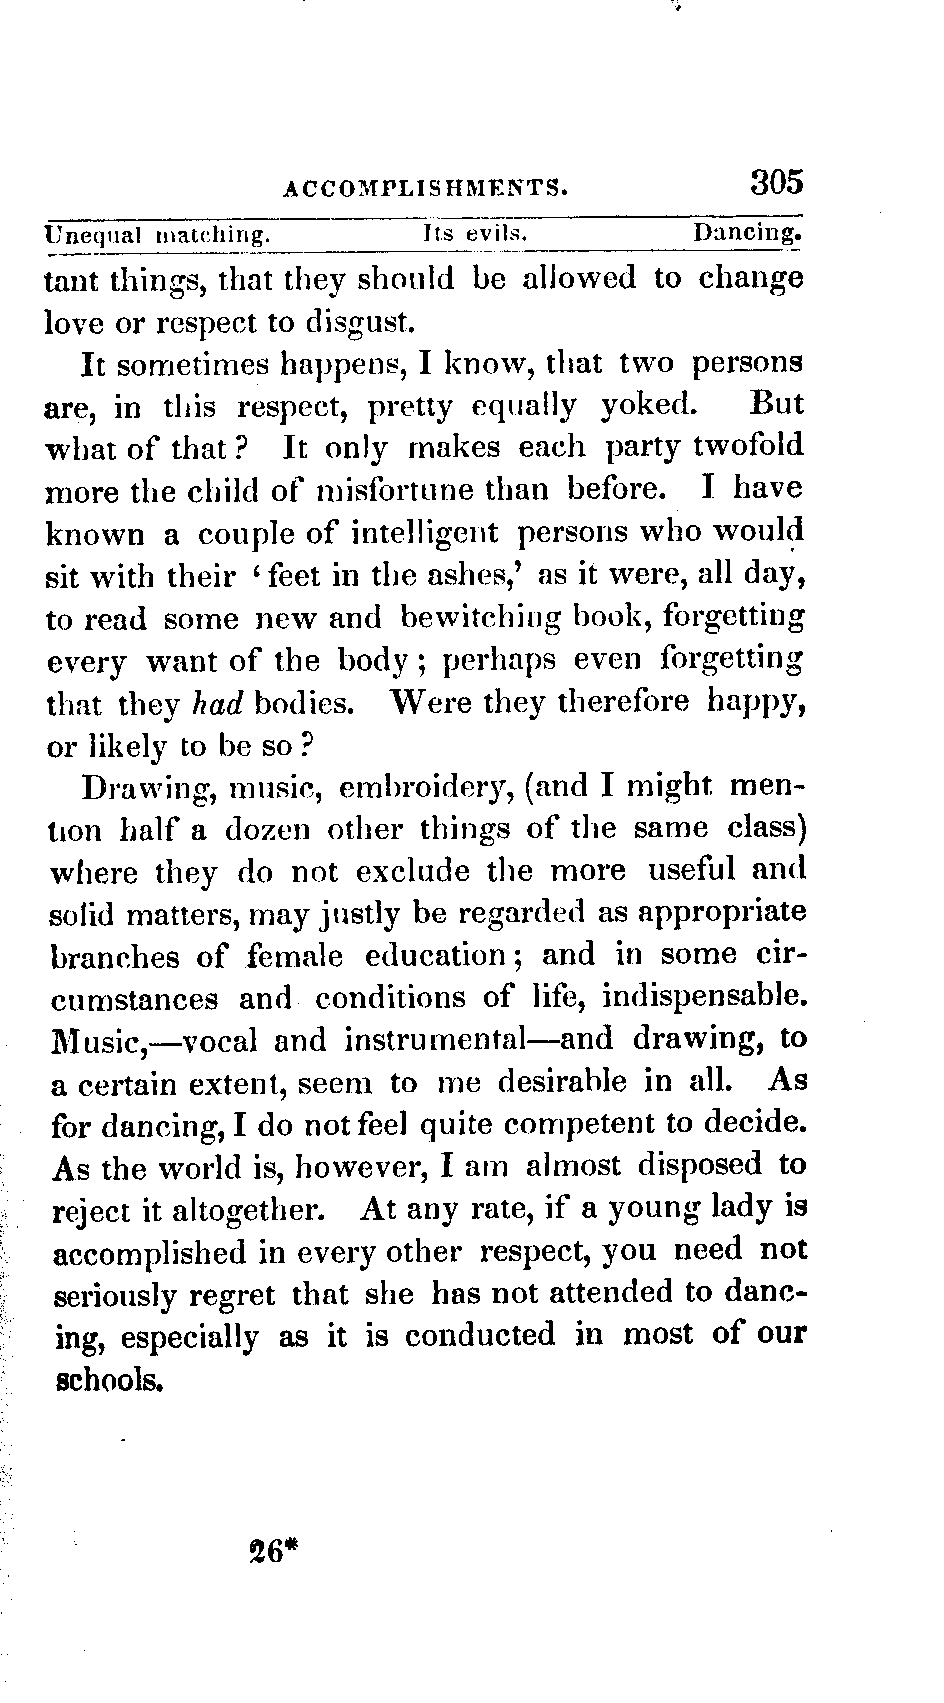 ACCOMPLISHMENTS. 305
Unequal matching. Its evils. Dancing.
tant things, that they should be allowed to change
love or respect to disgust.
It sometimes happens, I know, that two persons
are, in this respect, pretty equally yoked. But
what of that? It only makes each party twofold
more the child of misfortune than before. I have
known a couple of intelligent persons who would
sit with their ‘feet in the ashes,’ as it were, all day,
to read some new and bewitching book, forgetting
every want of the body; perhaps even forgetting
that they had bodies. Were they therefore happy,
or likely to be so?
Drawing, music, embroidery, (and I might men-
tion half a dozen other things of the same class)
where they do not exclude the more useful and
solid matters, may justly be regarded as appropriate
branches of female education; and in some cir-
cumstances and conditions of life, indispensable.
Music,—vocal and instrumental—and drawing, to
a certain extent, seem to me desirable in all. As
for dancing, I do not feel quite competent to decide.
As the world is, however, I am almost disposed to
reject it altogether. At any rate, if a young lady is
accomplished in every other respect, you need not
seriously regret that she has not attended to danc-
ing, especially as it is conducted in most of our
schools.
26*